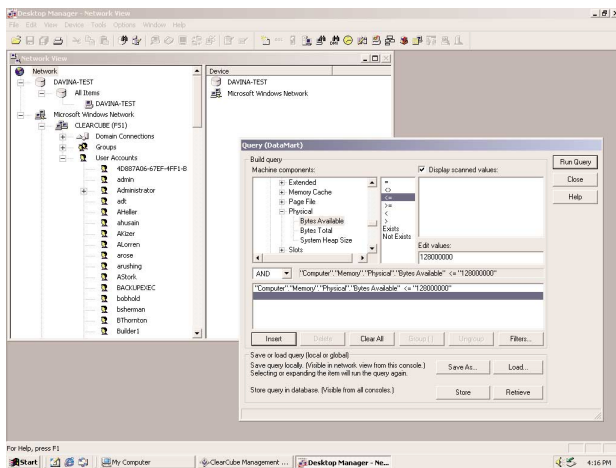 Desktop Manager - Network View
File Edit View Device Tools Options Window Help
Network View
Network
DAVINA-TEST
All Items
DAVINA-TEST
Microsoft Windows Network
CLEARCUBE (F51)
Domain Connections
Groups
User Accounts
4D887A06-67EF-4FF1-8
admin
Administrator
adt
AHeller
ahusain
AKizer
ALorren
arose
arushing
AStork
BACKUPEXEC
bobhold
bsherman
BThornton
Builder1
Device
DAVINA-TEST
Microsoft Windows Network
Query (DataMart)
Build query
Machine components:
Extended
Memory Cache
Page File
Physical
Bytes Available
Bytes Total
System Heap Size
Slots
=
<>
<=
>=
<
>
Exists
Not Exists
Display scanned values:
Edit values:
128000000
AND
"Computer"."Memory"."Physical"."Bytes Available" <= "128000000"
"Computer"."Memory"."Physical"."Bytes Available" <= "128000000"
Insert Delete Clear All Group ( ) Ungroup Filters...
Save or load query (local or global)
Save query locally. (Visible in network view from this console.)
Selecting or expanding the item will run the query again.
Save As... Load...
Store query in database. (Visible from all consoles.)
Store Retrieve
Run Query
Close
Help
For Help, press F1
Start My Computer ClearCube Management ... Desktop Manager - Ne... 4:16 PM